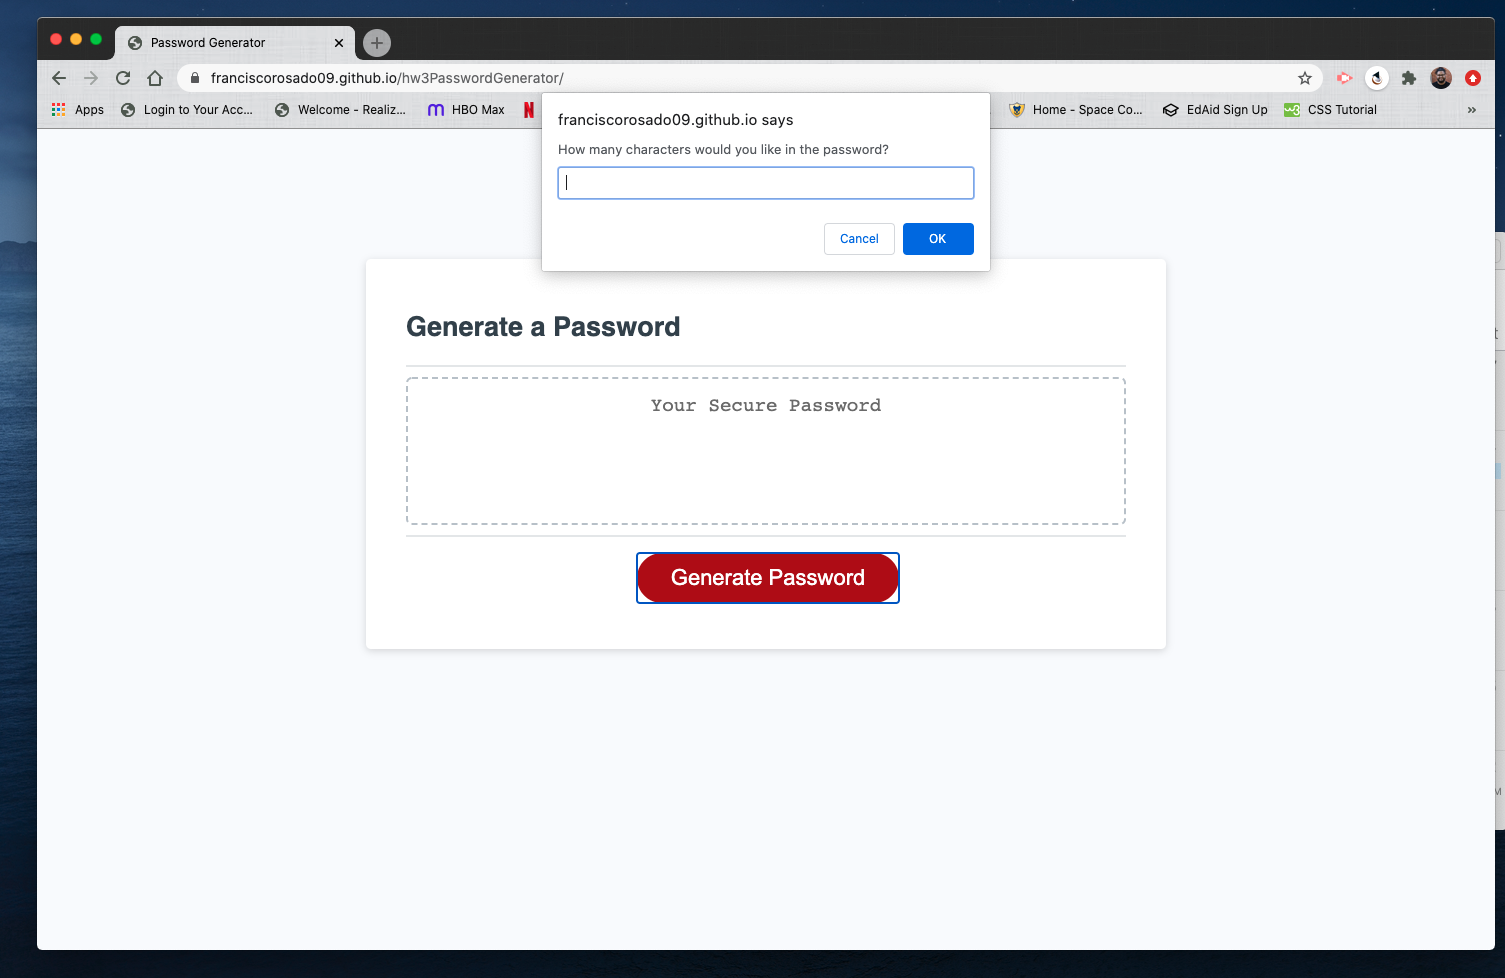 Password Generator
franciscorosado09.github.io/hw3PasswordGenerator/
Apps
Login to Your Acc...
Welcome - Realiz...
HBO Max
Home - Space Co...
EdAid Sign Up
CSS Tutorial
»
franciscorosado09.github.io says
How many characters would you like in the password?
Cancel
OK
Generate a Password
Your Secure Password
Generate Password